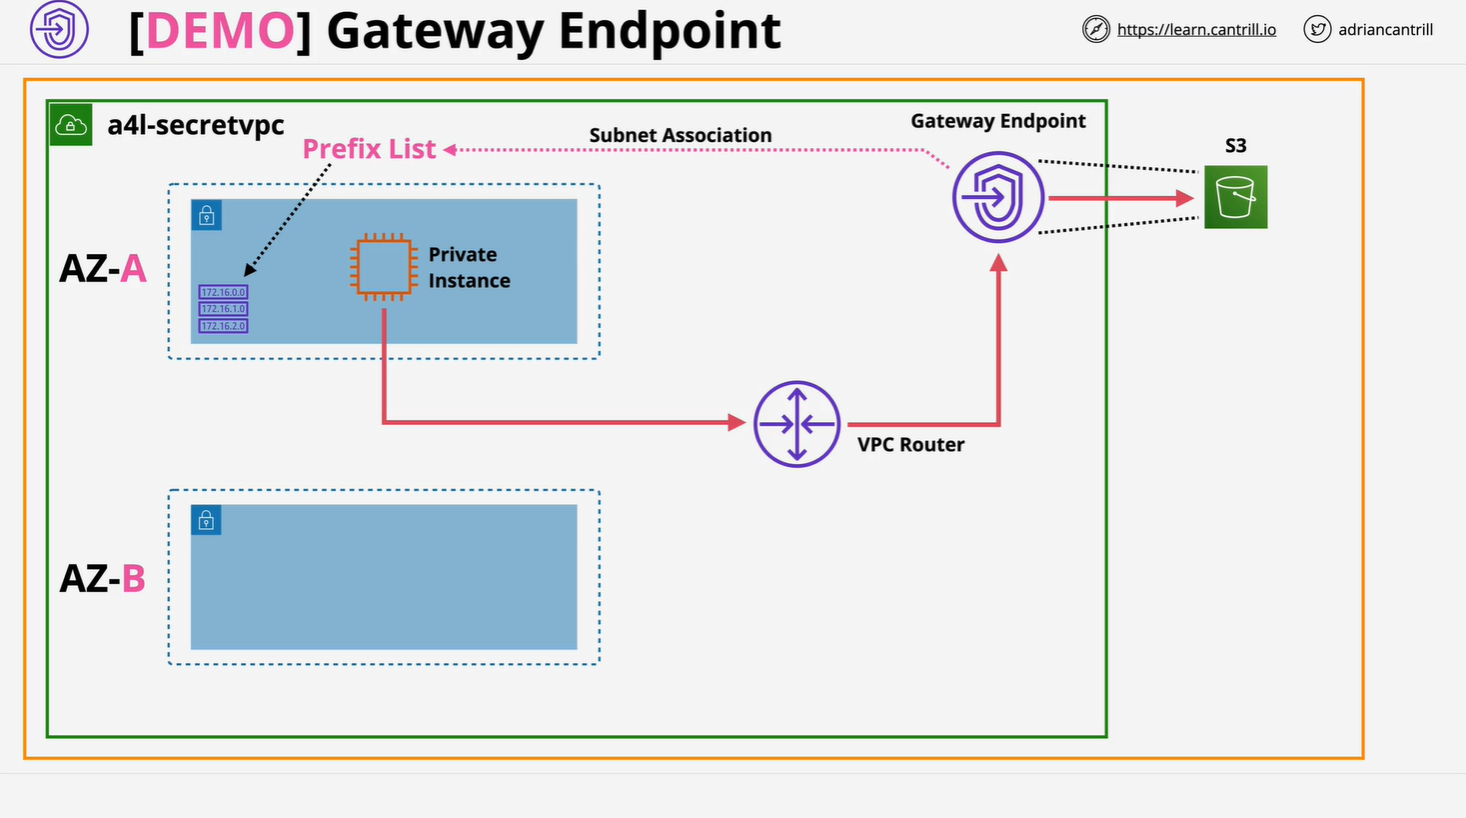 [DEMO] Gateway Endpoint
https://learn.cantrill.io
adriancantrill
a4l-secretvpc
Prefix List
Subnet Association
Gateway Endpoint
S3
AZ-A
Private
Instance
172.16.0.0
172.16.1.0
172.16.2.0
VPC Router
AZ-B